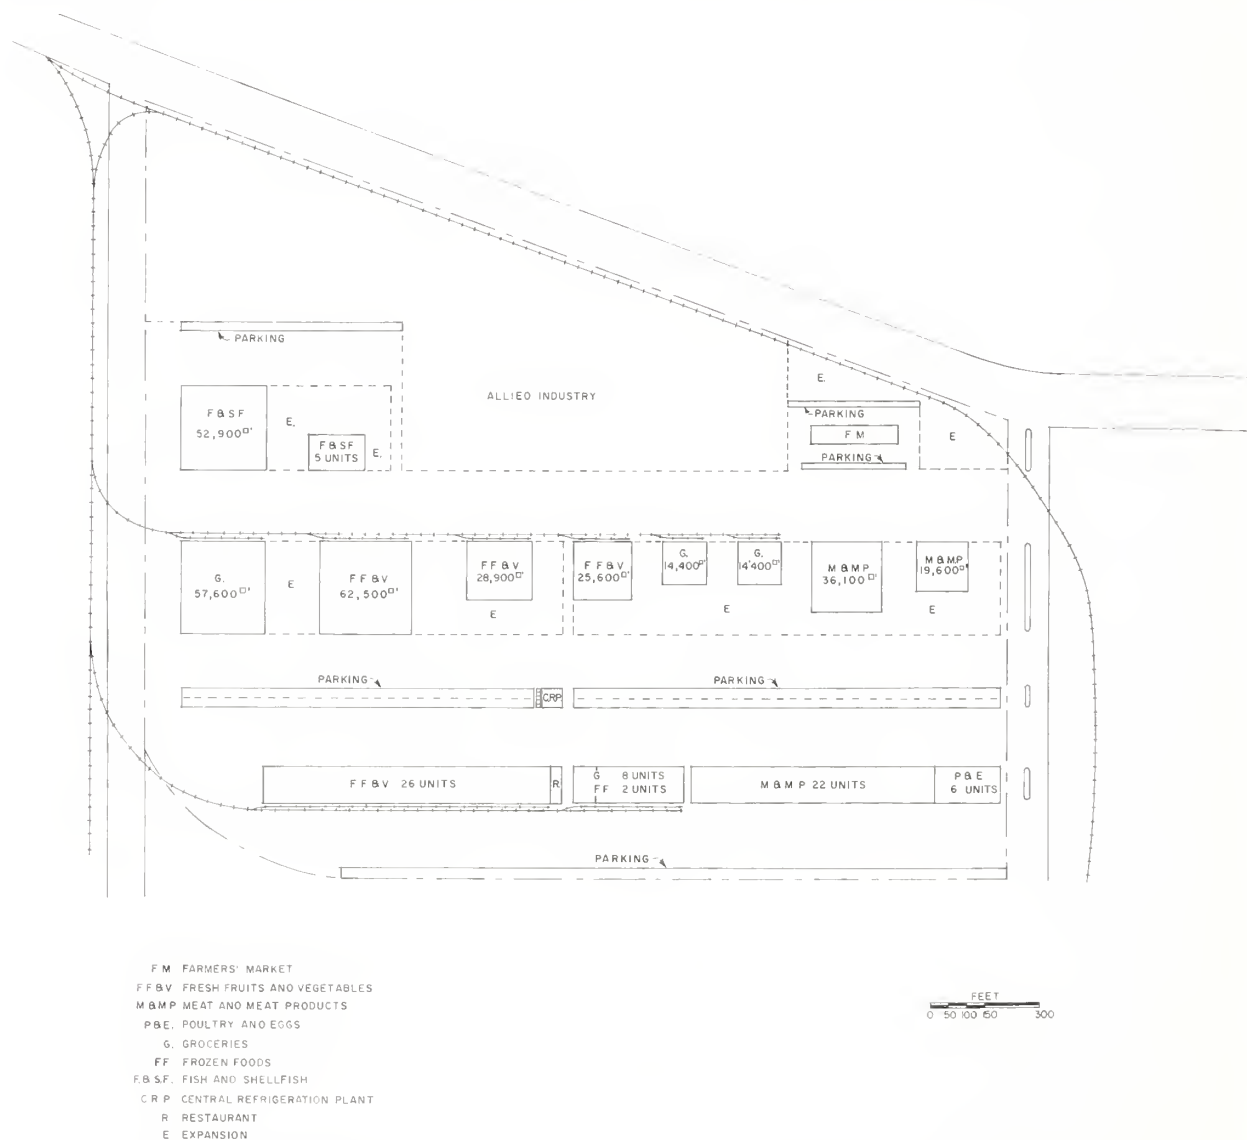 PARKING
F & S F
52,900□'
E.
F & S F
5 UNITS
E.
ALLIEO INDUSTRY
E.
PARKING
F M
PARKING
E
G.
57,600□'
E
F F & V
62,500□'
F F & V
28,900□'
E
F F & V
25,600□'
G.
14,400□'
G.
14'400□'
E
M & M P
36,100□'
M & M.P
19,600□'
E
PARKING
CRP
PARKING
F F & V 26 UNITS
R
G 8 UNITS
F F 2 UNITS
M & M P 22 UNITS
P & E
6 UNITS
PARKING
F M FARMERS' MARKET
F F & V FRESH FRUITS AND VEGETABLES
M & M P MEAT AND MEAT PRODUCTS
P & E. POULTRY AND EGGS
G. GROCERIES
F F FROZEN FOODS
F. & S.F. FISH AND SHELLFISH
C R P CENTRAL REFRIGERATION PLANT
R RESTAURANT
E EXPANSION
FEET
0 50 100 150 300